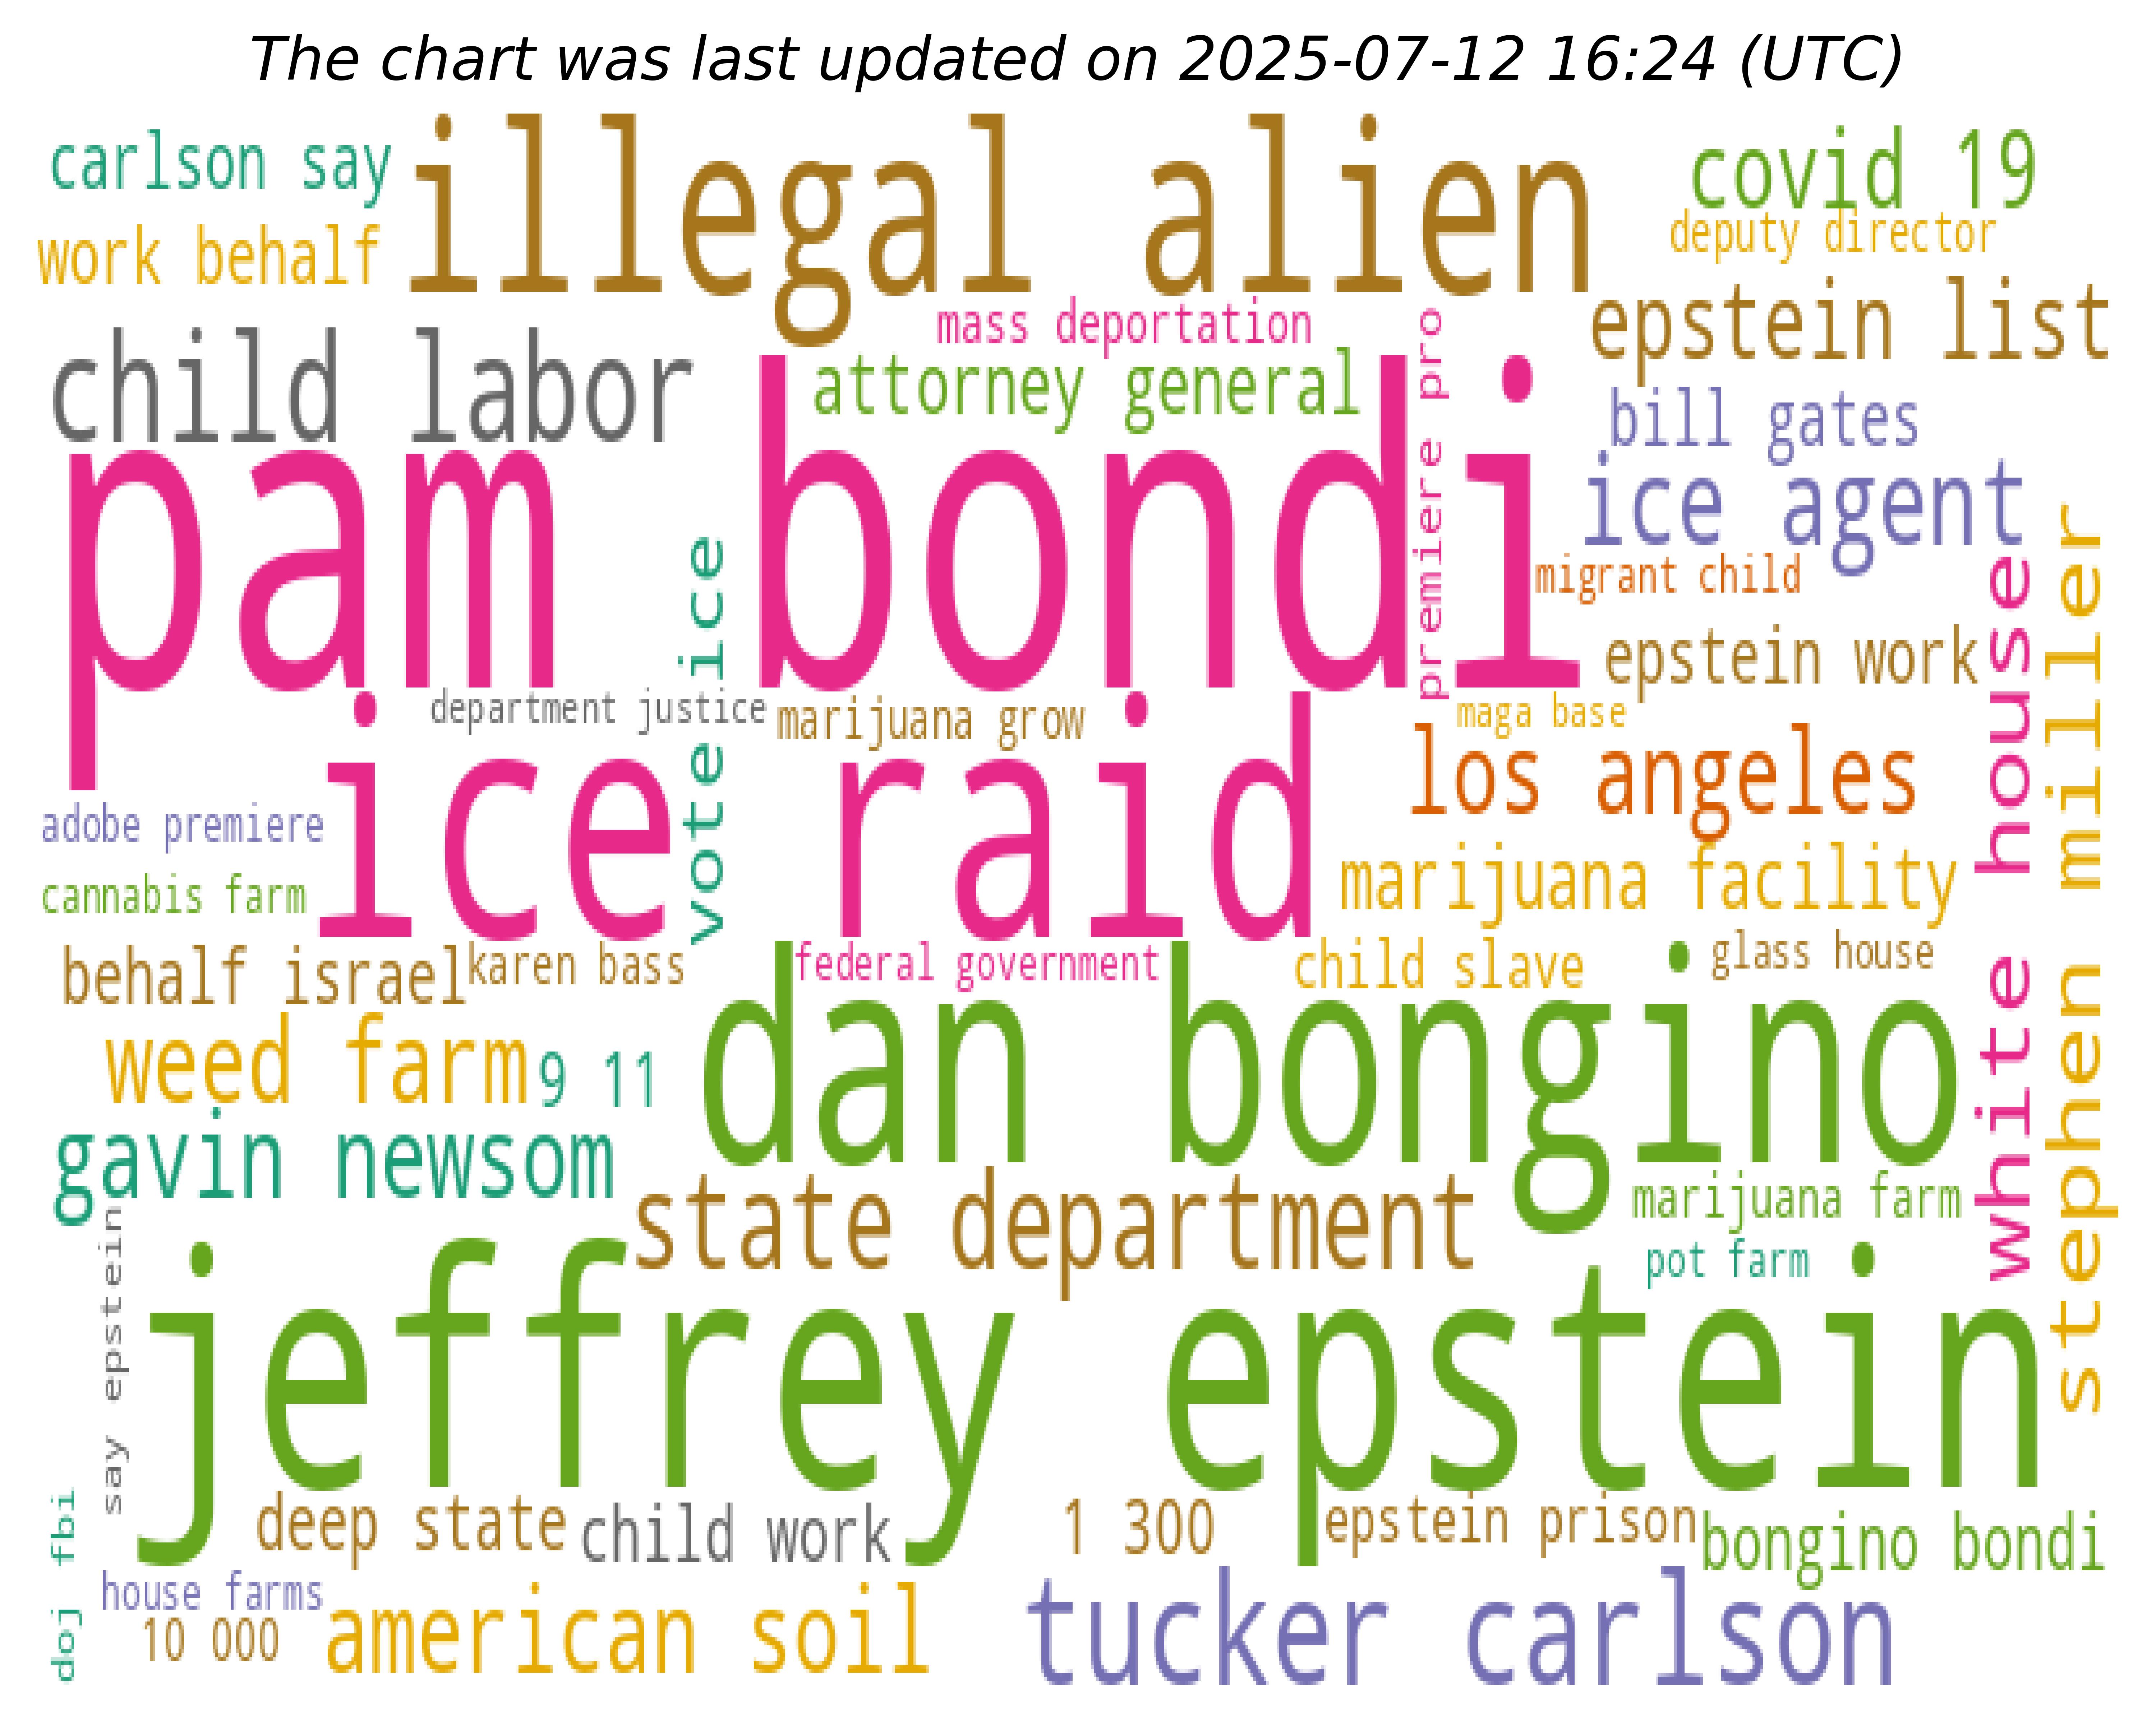 The chart was last updated on 2025-07-12 16:24 (UTC)
carlson say
illegal alien
covid 19
work behalf
deputy director
mass deportation
epstein list
child labor
attorney general
premiere pro
bill gates
pam bondi
ice agent
migrant child
vote ice
epstein work
white house
stephen miller
department justice
marijuana grow
maga base
los angeles
adobe premiere
ice raid
marijuana facility
cannabis farm
behalf israel
karen bass
federal government
child slave
glass house
weed farm
9 11
dan bongino
gavin newsom
state department
marijuana farm
pot farm
say epstein
jeffrey epstein
doj fbi
deep state
child work
1 300
epstein prison
bongino bondi
house farms
10 000
american soil
tucker carlson